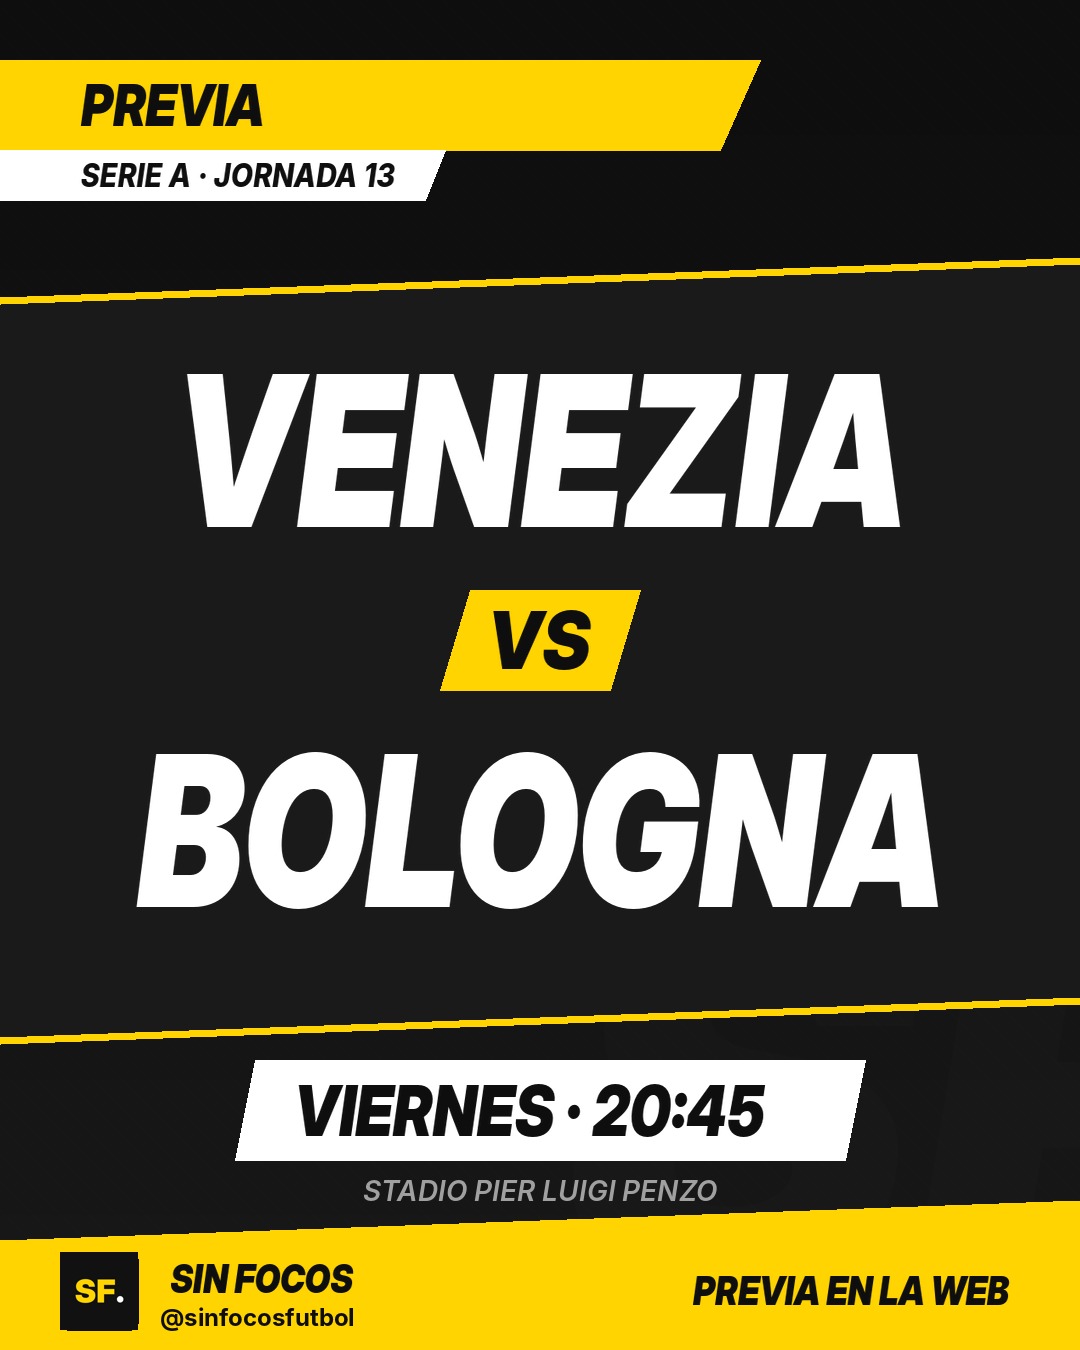 PREVIA
SERIE A · JORNADA 13
VENEZIA
VS
BOLOGNA
VIERNES · 20:45
STADIO PIER LUIGI PENZO
SF.
SIN FOCOS
@sinfocosfutbol
PREVIA EN LA WEB